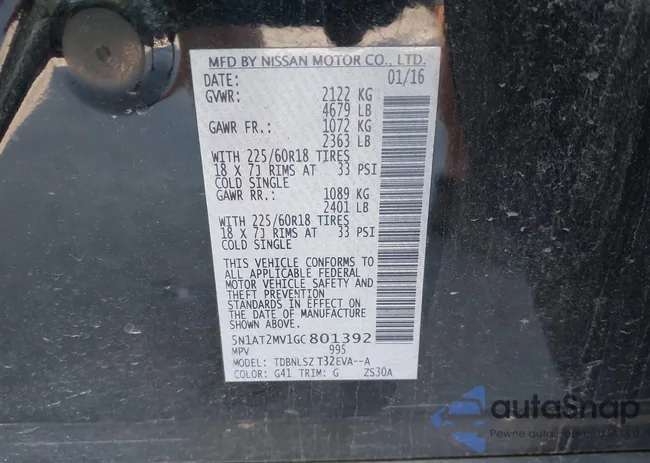 MFD BY NISSAN MOTOR CO., LTD.
DATE: 01/16
GVWR: 2122 KG
4679 LB
GAWR FR.: 1072 KG
2363 LB
WITH 225/60R18 TIRES
18 X 7J RIMS AT 33 PSI
COLD SINGLE
GAWR RR.: 1089 KG
2401 LB
WITH 225/60R18 TIRES
18 X 7J RIMS AT 33 PSI
COLD SINGLE
THIS VEHICLE CONFORMS TO
ALL APPLICABLE FEDERAL
MOTOR VEHICLE SAFETY AND
THEFT PREVENTION
STANDARDS IN EFFECT ON
THE DATE OF MANUFACTURE
SHOWN ABOVE.
5N1AT2MV1GC801392
MPV 995
MODEL: TDBNLSZ T32EVA--A
COLOR: G41 TRIM: G ZS30A
autaSnap
Pewne auta